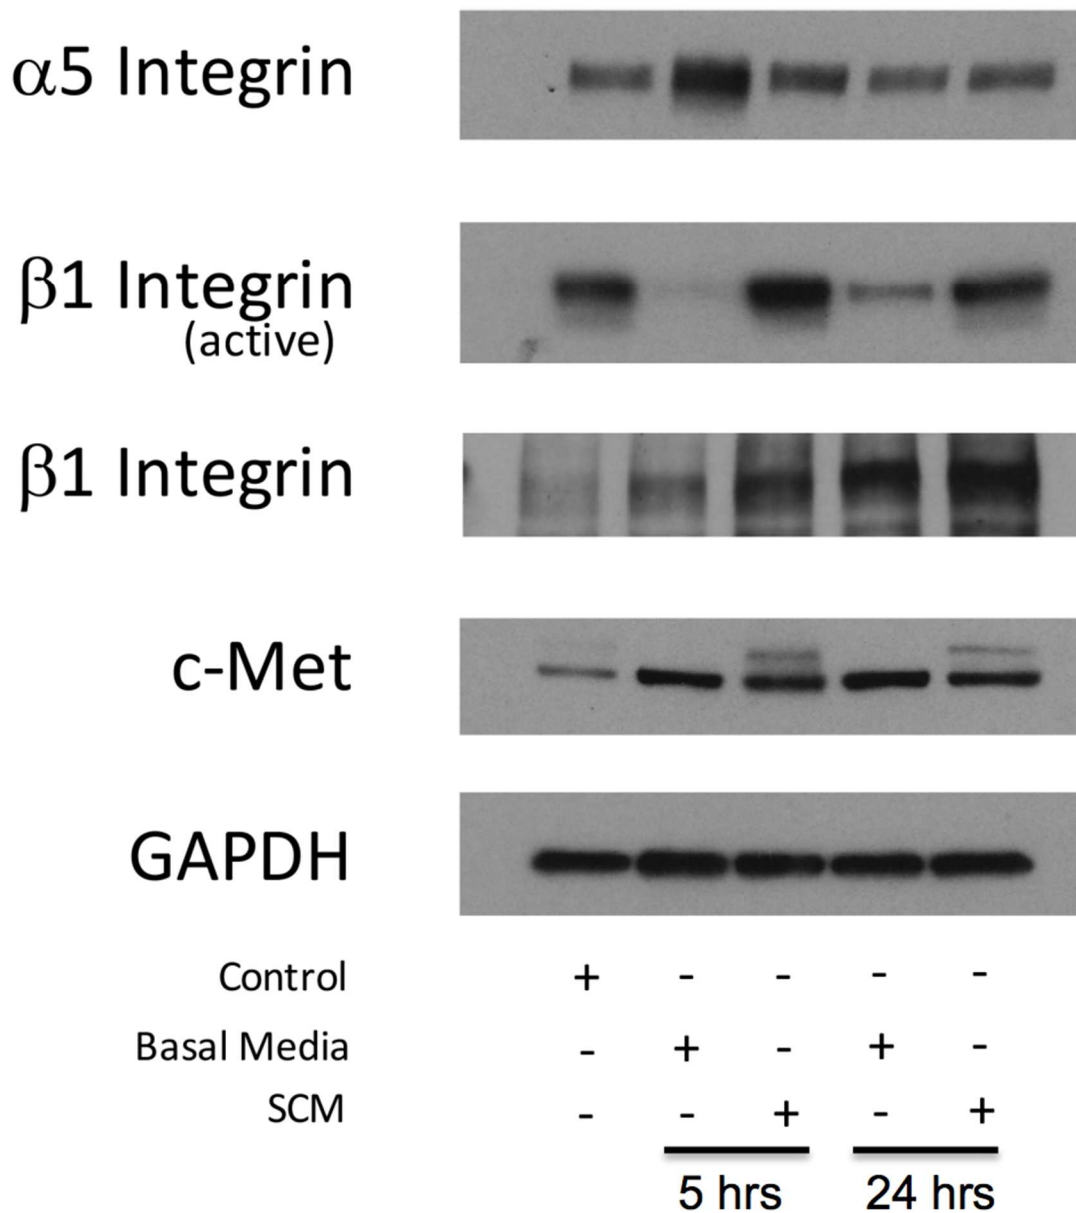 α5 Integrin
β1 Integrin
(active)
β1 Integrin
c-Met
GAPDH
Control + - - - -
Basal Media - + - + -
SCM - - + - +
5 hrs 24 hrs